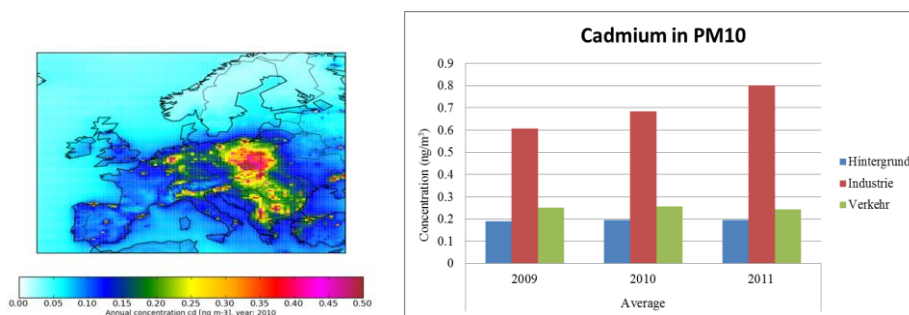 0.00 0.05 0.10 0.15 0.20 0.25 0.30 0.35 0.40 0.45 0.50
Annual concentration cd [ng m-3], year: 2010
Cadmium in PM10
Concentration (ng/m³)
0.9
0.8
0.7
0.6
0.5
0.4
0.3
0.2
0.1
0
2009 2010 2011
Average
Hintergrund
Industrie
Verkehr